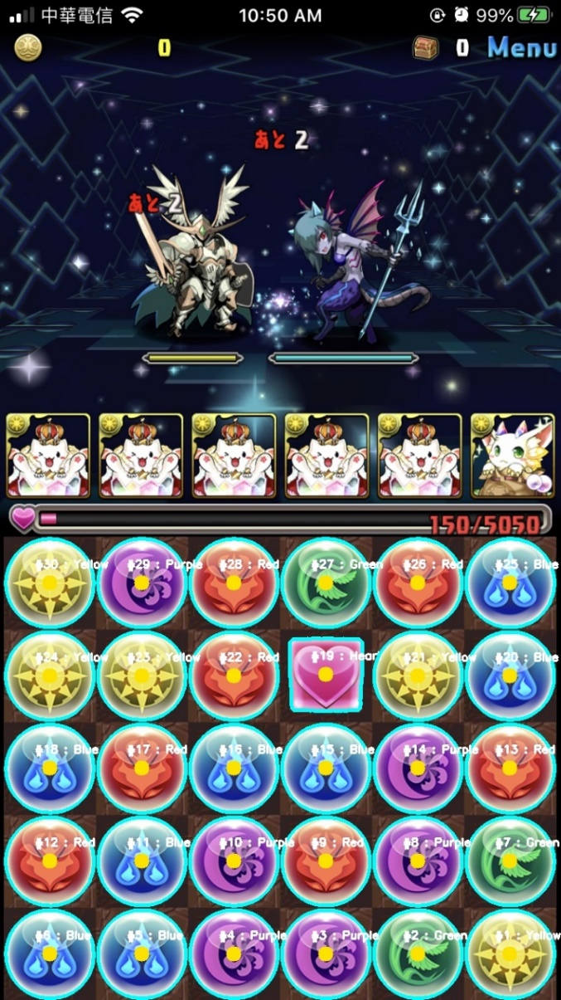 中華電信 10:50 AM 99%
0 0 Menu
あと 2
あと 2
150/5050
#30 : Yellow #29 : Purple #28 : Red #27 : Green #26 : Red #25 : Blue
#24 : Yellow #23 : Yellow #22 : Red #19 : Heart #21 : Yellow #20 : Blue
#18 : Blue #17 : Red #16 : Blue #15 : Blue #14 : Purple #13 : Red
#12 : Red #11 : Blue #10 : Purple #9 : Red #8 : Purple #7 : Green
#6 : Blue #5 : Blue #4 : Purple #3 : Purple #2 : Green #1 : Yellow